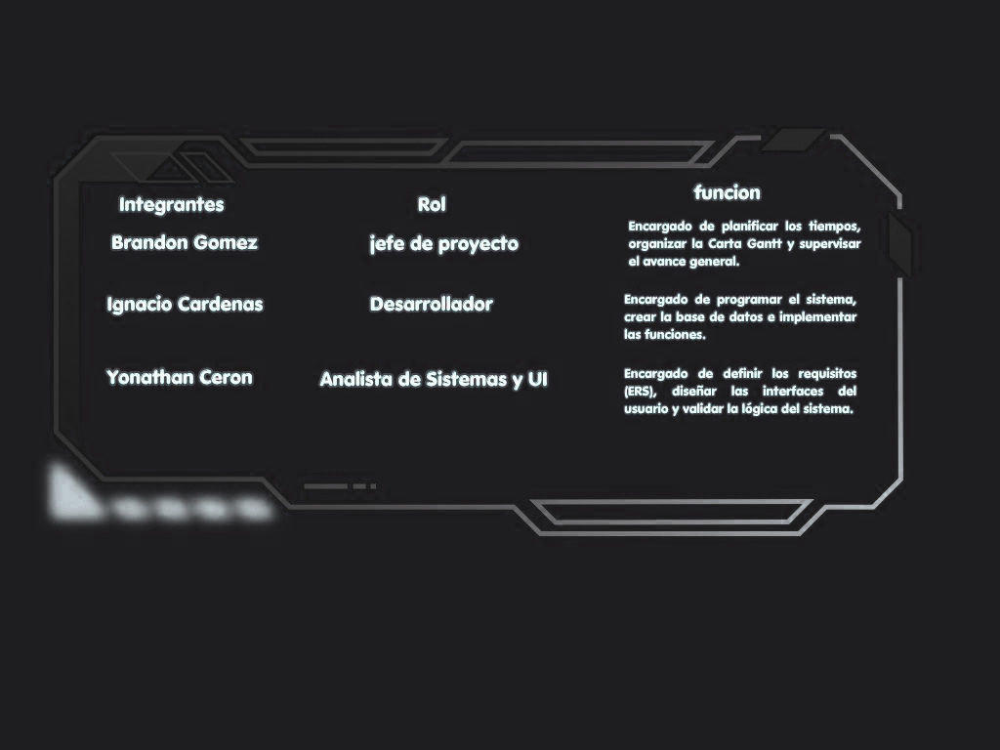 Integrantes
Rol
funcion
Brandon Gomez
jefe de proyecto
Encargado de planificar los tiempos,
organizar la Carta Gantt y supervisar
el avance general.
Ignacio Cardenas
Desarrollador
Encargado de programar el sistema,
crear la base de datos e implementar
las funciones.
Yonathan Ceron
Analista de Sistemas y UI
Encargado de definir los requisitos
(ERS), diseñar las interfaces del
usuario y validar la lógica del sistema.